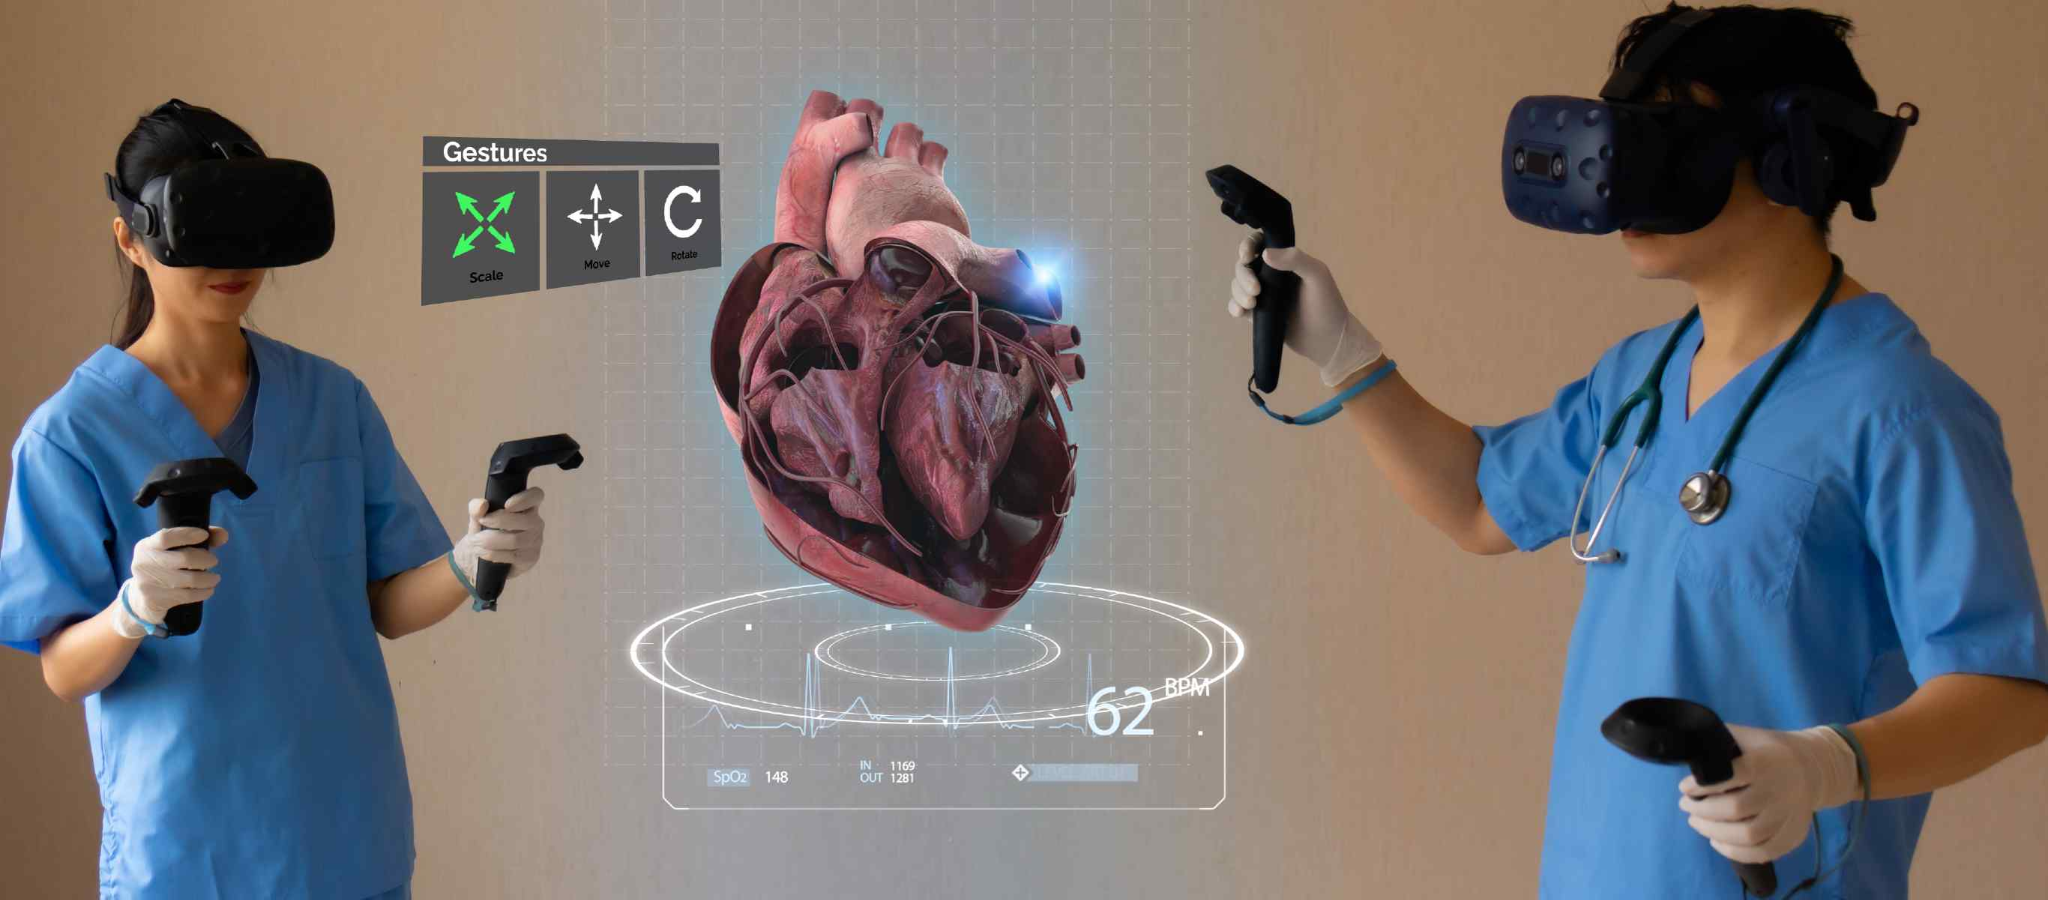 Gestures
Scale
Move
Rotate
62 BPM
SpO2 148
IN 1169
OUT 1281